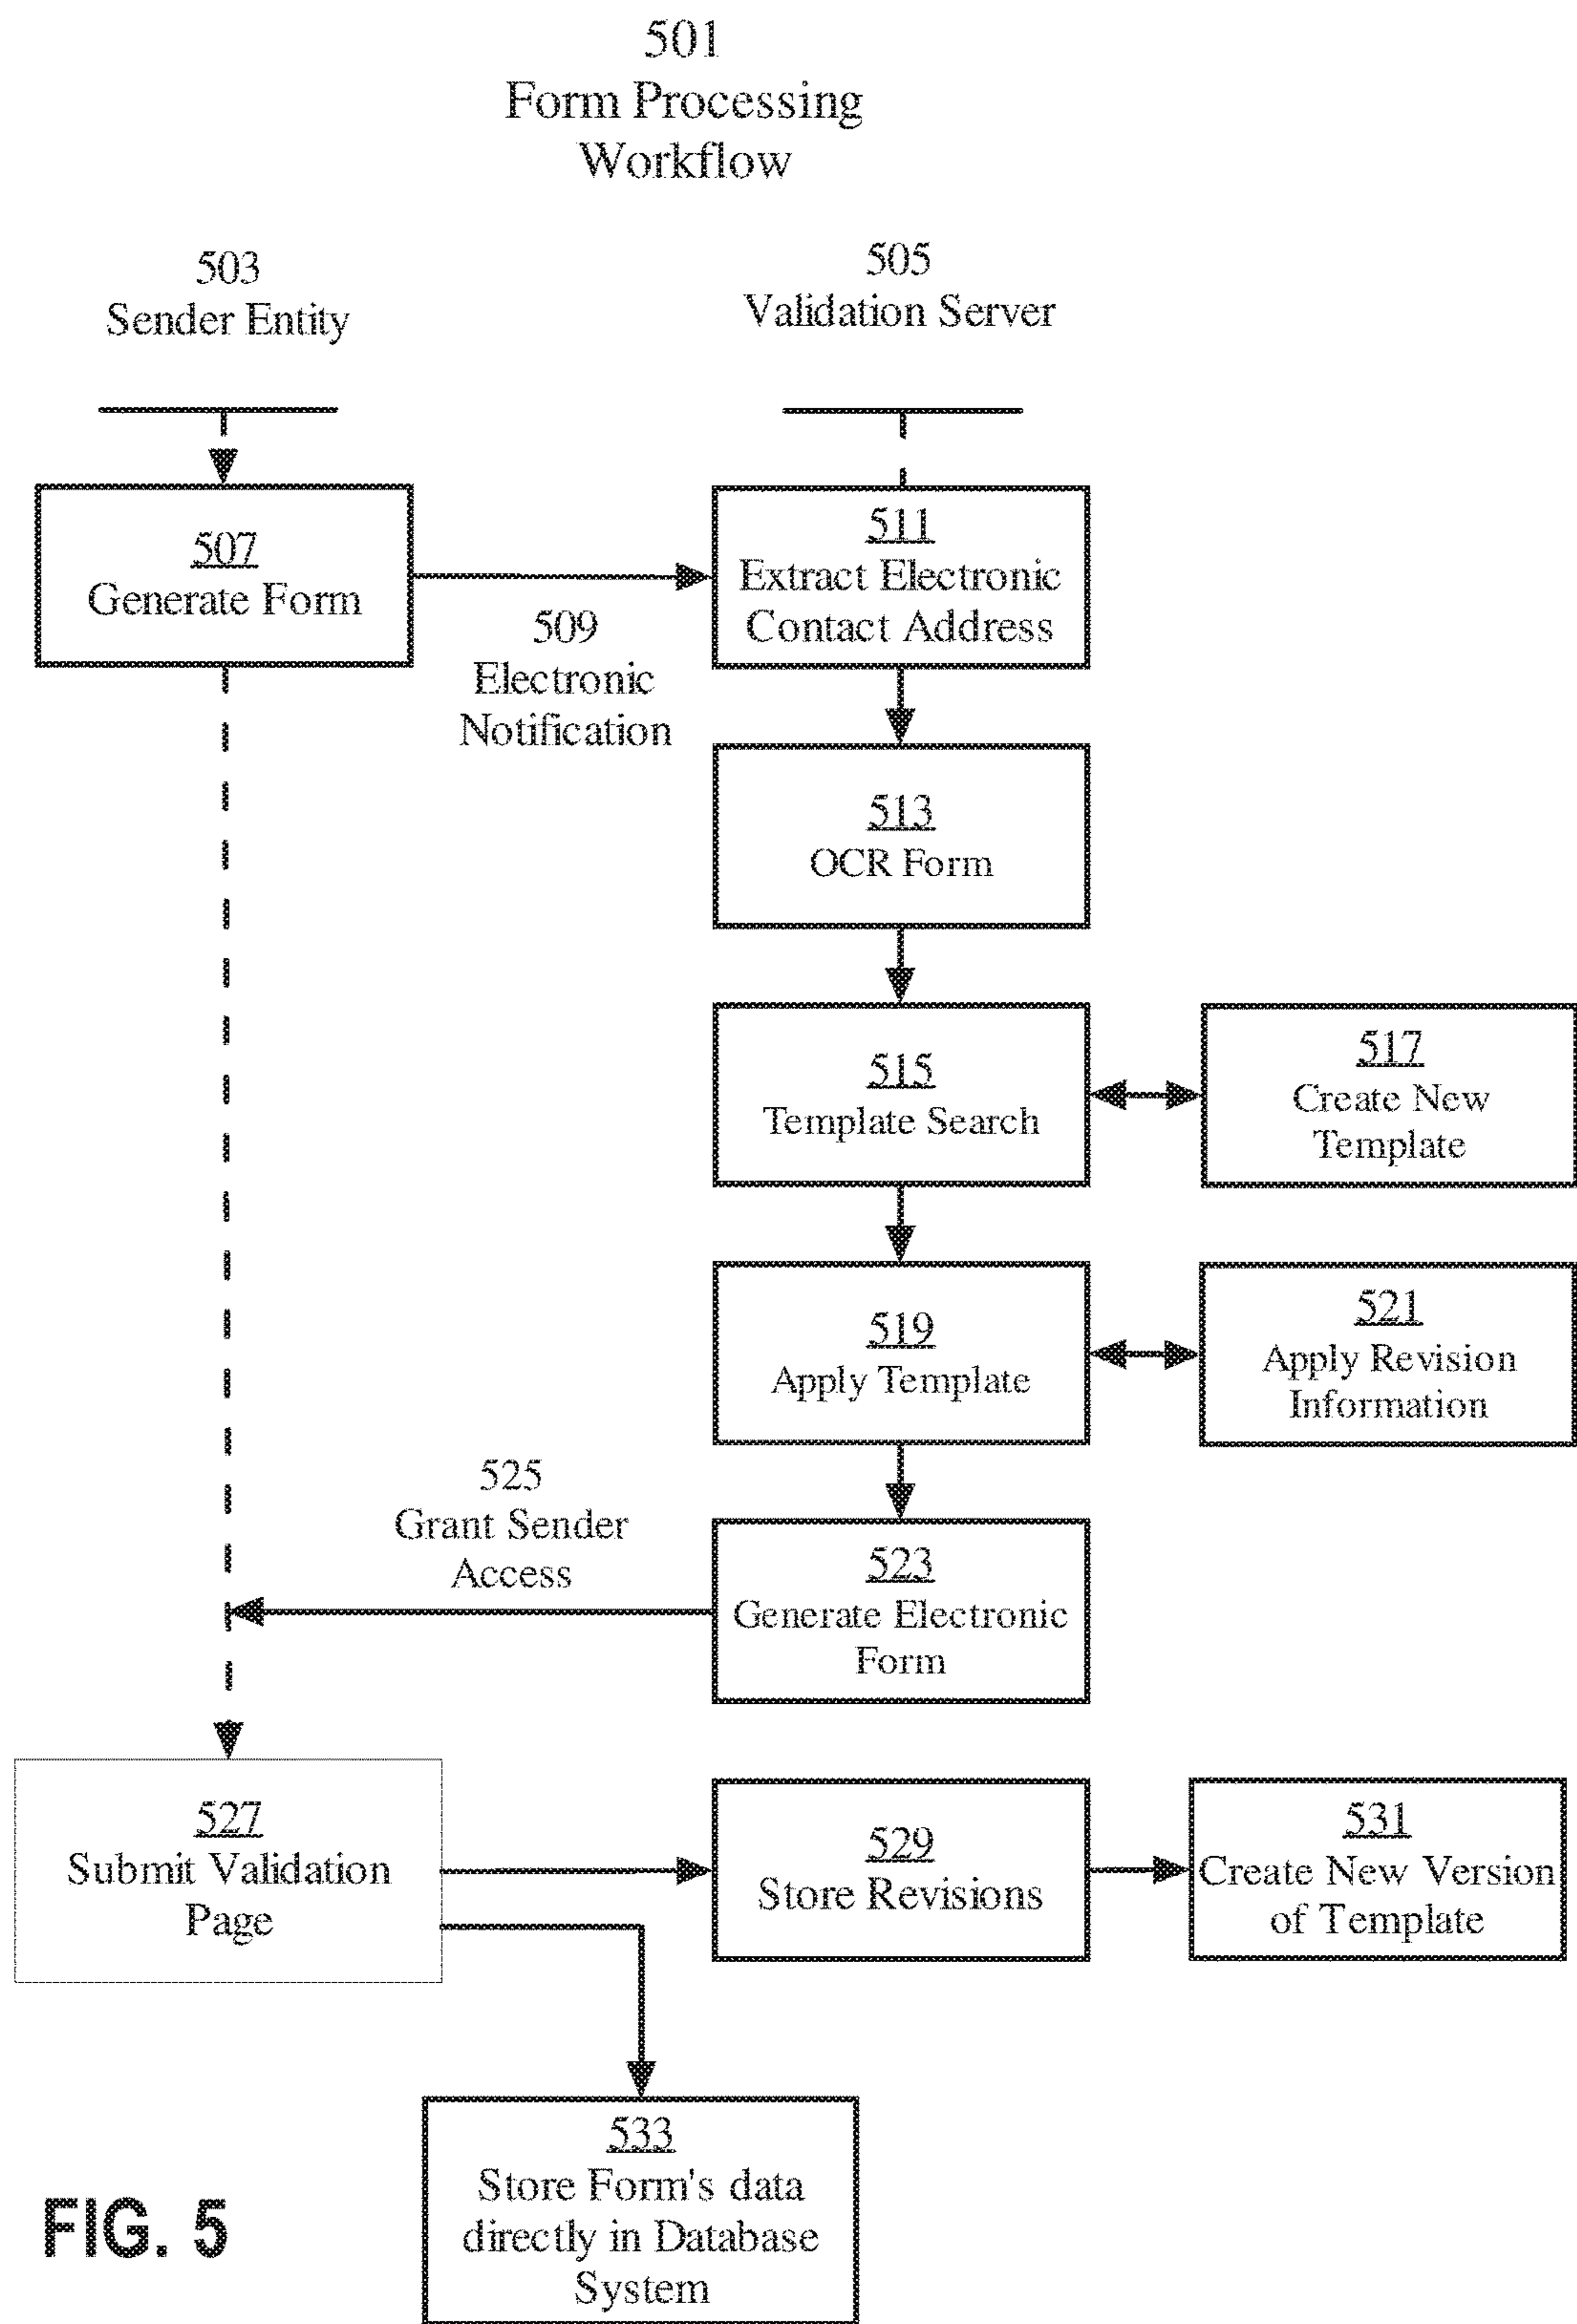 501
Form Processing
Workflow
503
Sender Entity
505
Validation Server
507
Generate Form
509
Electronic
Notification
511
Extract Electronic
Contact Address
513
OCR Form
515
Template Search
517
Create New
Template
519
Apply Template
521
Apply Revision
Information
525
Grant Sender
Access
523
Generate Electronic
Form
527
Submit Validation
Page
529
Store Revisions
531
Create New Version
of Template
533
Store Form's data
directly in Database
System
FIG. 5